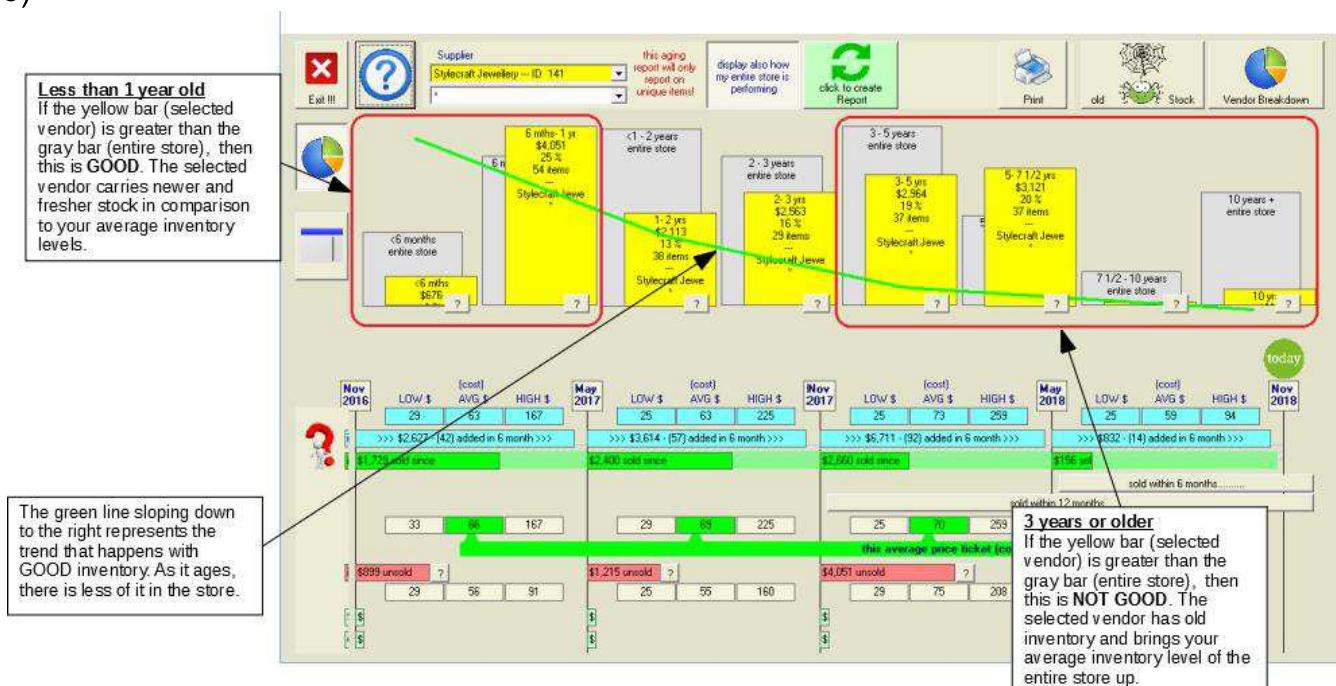 Less than 1 year old
If the yellow bar (selected
vendor) is greater than the
gray bar (entire store), then
this is GOOD. The selected
vendor carries newer and
fresher stock in comparison
to your average inventory
levels.
The green line sloping down
to the right represents the
trend that happens with
GOOD inventory. As it ages,
there is less of it in the store.
Exit !!!
?
Supplier
Stylecraft Jewellery --- ID 141
*
this aging
report will only
report on
unique items!
display also how
my entire store is
performing
click to create
Report
Print
old Stock
Vendor Breakdown
<6 months
entire store
<6 mths
$676
?
6 mths- 1 yr
$4,051
25 %
54 items
---
Stylecraft Jewe
*
?
<1 - 2 years
entire store
1- 2 yrs
$2,113
13 %
38 items
---
Stylecraft Jewe
*
?
2 - 3 years
entire store
2- 3 yrs
$2,563
16 %
29 items
---
Stylecraft Jewe
*
?
3 - 5 years
entire store
3- 5 yrs
$2,964
19 %
37 items
---
Stylecraft Jewe
*
?
5- 7 1/2 yrs
$3,121
20 %
37 items
---
Stylecraft Jewe
*
?
7 1/2 - 10 years
entire store
?
10 years +
entire store
10 yr
?
today
Nov 2016
LOW $ (cost) AVG $ HIGH $
May 2017
LOW $ (cost) AVG $ HIGH $
Nov 2017
LOW $ (cost) AVG $ HIGH $
May 2018
LOW $ (cost) AVG $ HIGH $
Nov 2018
29 63 167 25 63 225 25 73 259 25 59 94
>>> $2,627 - (42) added in 6 month >>>
>>> $3,614 - (57) added in 6 month >>>
>>> $6,711 - (92) added in 6 month >>>
>>> $832 - (14) added in 6 month >>>
$1,729 sold since
$2,400 sold since
$2,660 sold since
$156 sol
sold within 6 months..........
sold within 12 months
33 66 167 29 69 225 25 70 259
this average price ticket (co
$899 unsold ?
$1,215 unsold ?
$4,051 unsold ?
29 56 91 25 55 160 29 75 208
$ $ $
$ $ $
3 years or older
If the yellow bar (selected
vendor) is greater than the
gray bar (entire store), then
this is NOT GOOD. The
selected vendor has old
inventory and brings your
average inventory level of the
entire store up.